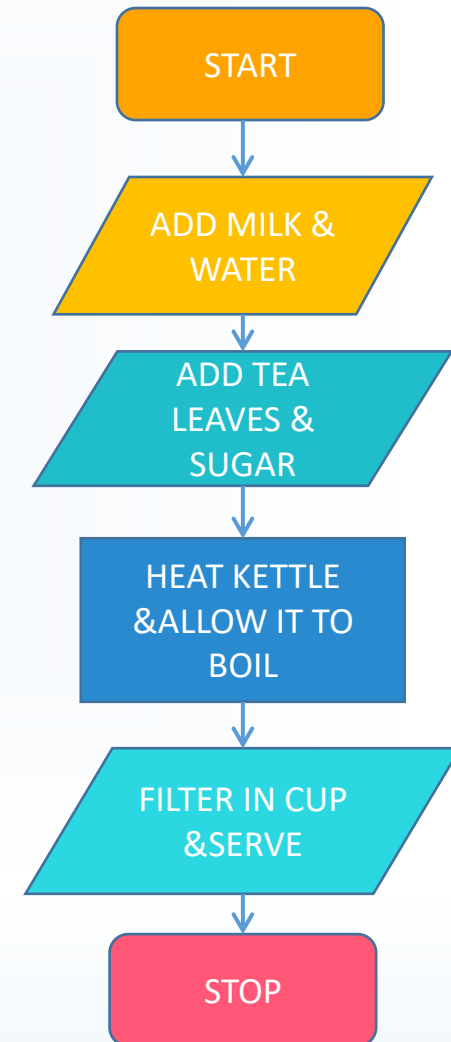 START
ADD MILK &
WATER
ADD TEA
LEAVES &
SUGAR
HEAT KETTLE
&ALLOW IT TO
BOIL
FILTER IN CUP
&SERVE
STOP